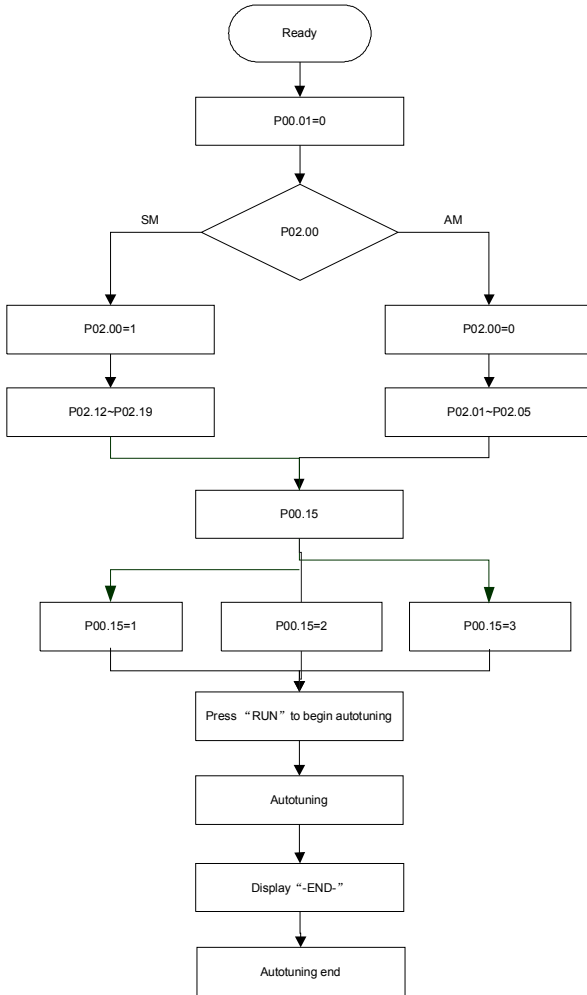 Ready
P00.01=0
SM
AM
P02.00
P02.00=1
P02.00=0
P02.12~P02.19
P02.01~P02.05
P00.15
P00.15=1
P00.15=2
P00.15=3
Press “RUN” to begin autotuning
Autotuning
Display “-END-”
Autotuning end